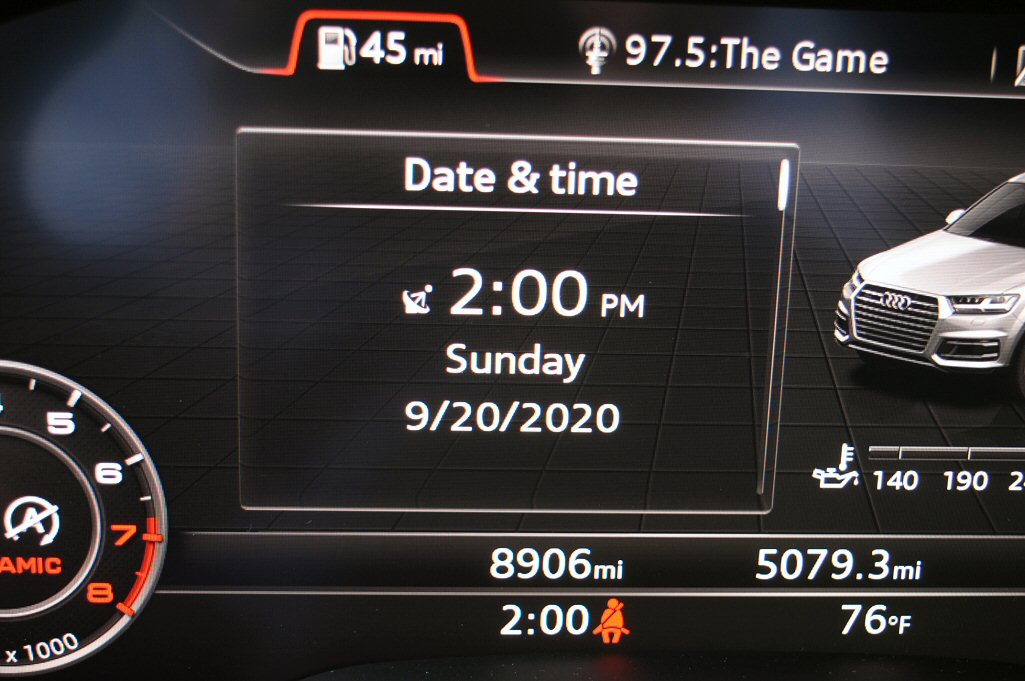 45 mi
97.5:The Game
Date & time
2:00 PM
Sunday
9/20/2020
5
6
7
8
AMIC
x 1000
A
140 190
8906mi 5079.3mi
2:00 76°F